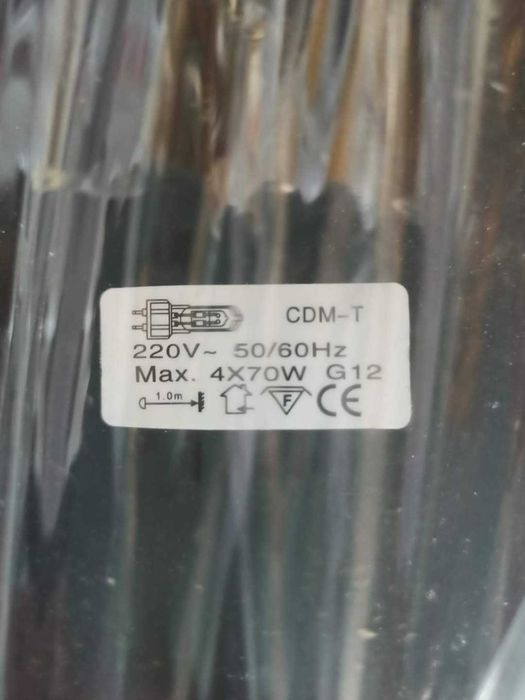 CDM-T
220V~ 50/60Hz
Max. 4X70W G12
1.0m F CE